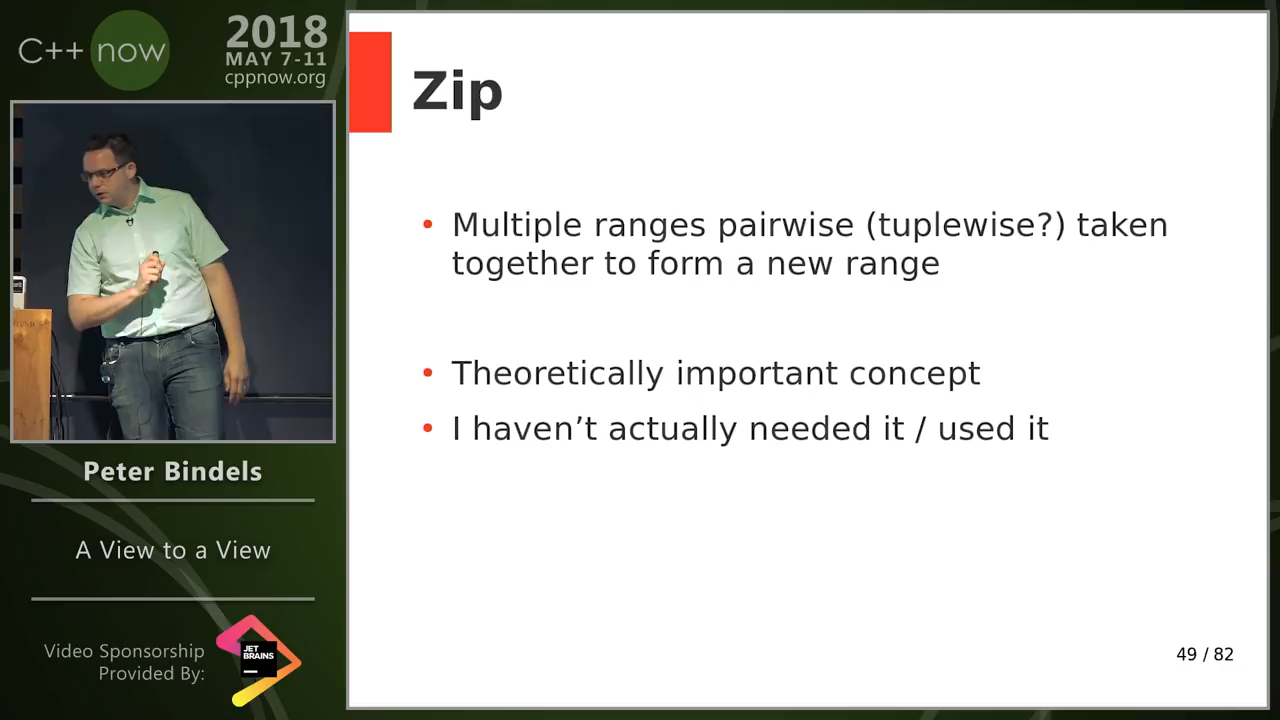 C++ now
2018
MAY 7-11
cppnow.org
Zip
• Multiple ranges pairwise (tuplewise?) taken
together to form a new range
• Theoretically important concept
• I haven’t actually needed it / used it
Peter Bindels
A View to a View
Video Sponsorship
Provided By:
JET
BRAINS
49 / 82